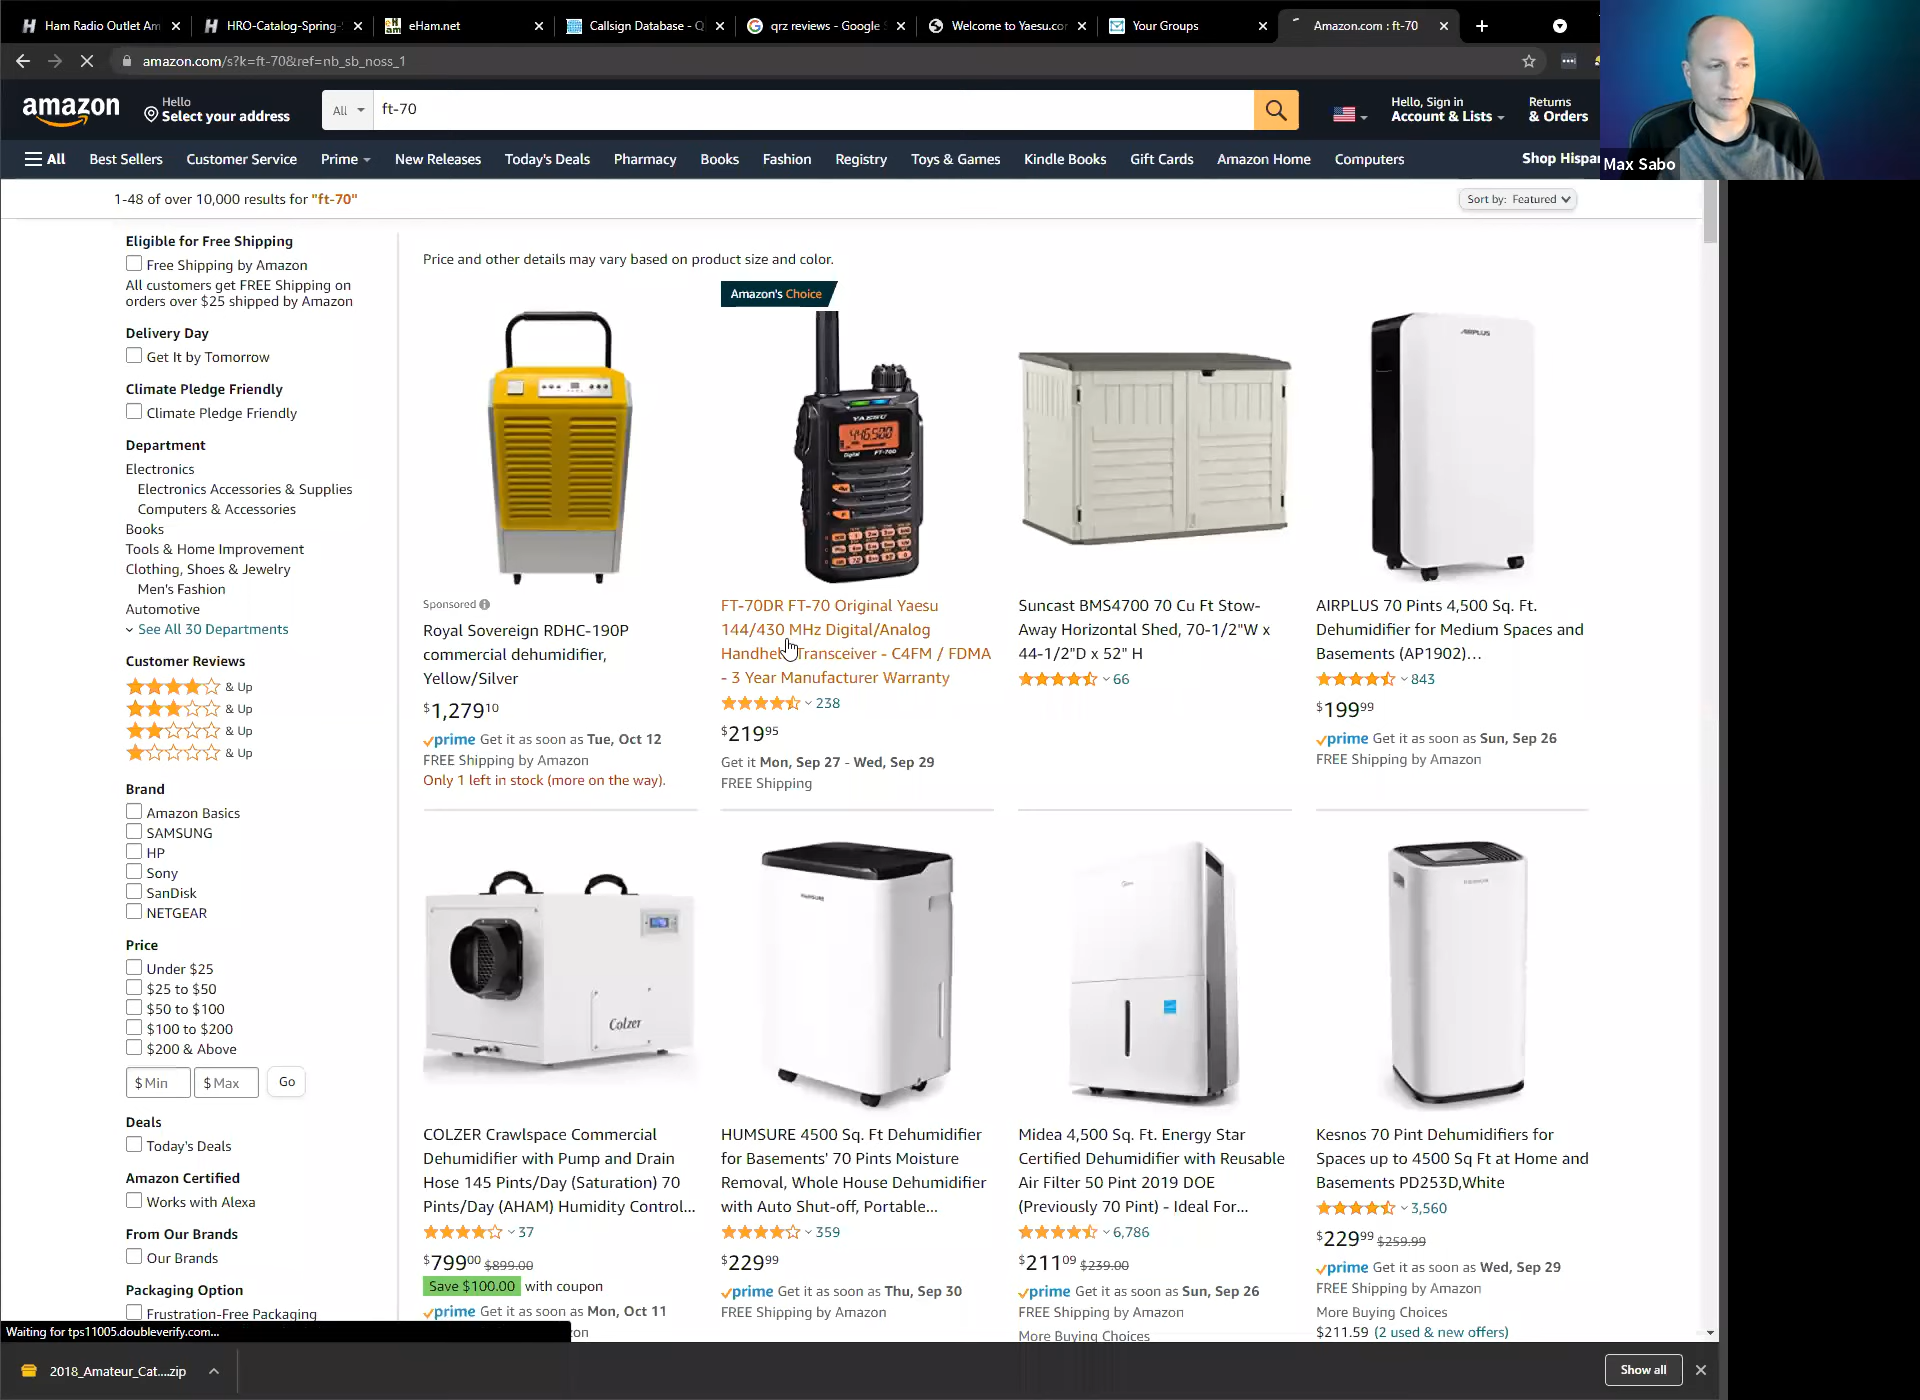 Ham Radio Outlet Am
HRO-Catalog-Spring-
eHam.net
Callsign Database - Q
qrz reviews - Google
Welcome to Yaesu.co
Your Groups
Amazon.com : ft-70
amazon.com/s?k=ft-70&ref=nb_sb_noss_1
amazon
Hello
Select your address
All
ft-70
Hello, Sign in
Account & Lists
Returns
& Orders
Max Sabo
All
Best Sellers
Customer Service
Prime
New Releases
Today's Deals
Pharmacy
Books
Fashion
Registry
Toys & Games
Kindle Books
Gift Cards
Amazon Home
Computers
Shop Hispa
1-48 of over 10,000 results for "ft-70"
Sort by: Featured
Eligible for Free Shipping
Free Shipping by Amazon
All customers get FREE Shipping on
orders over $25 shipped by Amazon
Delivery Day
Get It by Tomorrow
Climate Pledge Friendly
Climate Pledge Friendly
Department
Electronics
Electronics Accessories & Supplies
Computers & Accessories
Books
Tools & Home Improvement
Clothing, Shoes & Jewelry
Men's Fashion
Automotive
See All 30 Departments
Customer Reviews
& Up
& Up
& Up
& Up
Brand
Amazon Basics
SAMSUNG
HP
Sony
SanDisk
NETGEAR
Price
Under $25
$25 to $50
$50 to $100
$100 to $200
$200 & Above
$ Min
$ Max
Go
Deals
Today's Deals
Amazon Certified
Works with Alexa
From Our Brands
Our Brands
Packaging Option
Frustration-Free Packaging
Price and other details may vary based on product size and color.
Amazon's Choice
YAESU
446.500
Digital FT-70D
AIRPLUS
Sponsored
Royal Sovereign RDHC-190P
commercial dehumidifier,
Yellow/Silver
$1,279.10
prime Get it as soon as Tue, Oct 12
FREE Shipping by Amazon
Only 1 left in stock (more on the way).
FT-70DR FT-70 Original Yaesu
144/430 MHz Digital/Analog
Transceiver - C4FM / FDMA
- 3 Year Manufacturer Warranty
238
$219.95
Get it Mon, Sep 27 - Wed, Sep 29
FREE Shipping
Suncast BMS4700 70 Cu Ft Stow-
Away Horizontal Shed, 70-1/2"W x
44-1/2"D x 52" H
66
AIRPLUS 70 Pints 4,500 Sq. Ft.
Dehumidifier for Medium Spaces and
Basements (AP1902)...
843
$199.99
prime Get it as soon as Sun, Sep 26
FREE Shipping by Amazon
Colzer
HUMSURE
COLZER Crawlspace Commercial
Dehumidifier with Pump and Drain
Hose 145 Pints/Day (Saturation) 70
Pints/Day (AHAM) Humidity Control...
37
$799.00 $899.00
Save $100.00 with coupon
prime Get it as soon as Mon, Oct 11
on
HUMSURE 4500 Sq. Ft Dehumidifier
for Basements' 70 Pints Moisture
Removal, Whole House Dehumidifier
with Auto Shut-off, Portable...
359
$229.99
prime Get it as soon as Thu, Sep 30
FREE Shipping by Amazon
Midea 4,500 Sq. Ft. Energy Star
Certified Dehumidifier with Reusable
Air Filter 50 Pint 2019 DOE
(Previously 70 Pint) - Ideal For...
6,786
$211.09 $239.00
prime Get it as soon as Sun, Sep 26
FREE Shipping by Amazon
More Buying Choices
Kesnos 70 Pint Dehumidifiers for
Spaces up to 4500 Sq Ft at Home and
Basements PD253D,White
3,560
$229.99 $259.99
prime Get it as soon as Wed, Sep 29
FREE Shipping by Amazon
More Buying Choices
$211.59 (2 used & new offers)
Waiting for tps11005.doubleverify.com...
2018_Amateur_Cat....zip
Show all